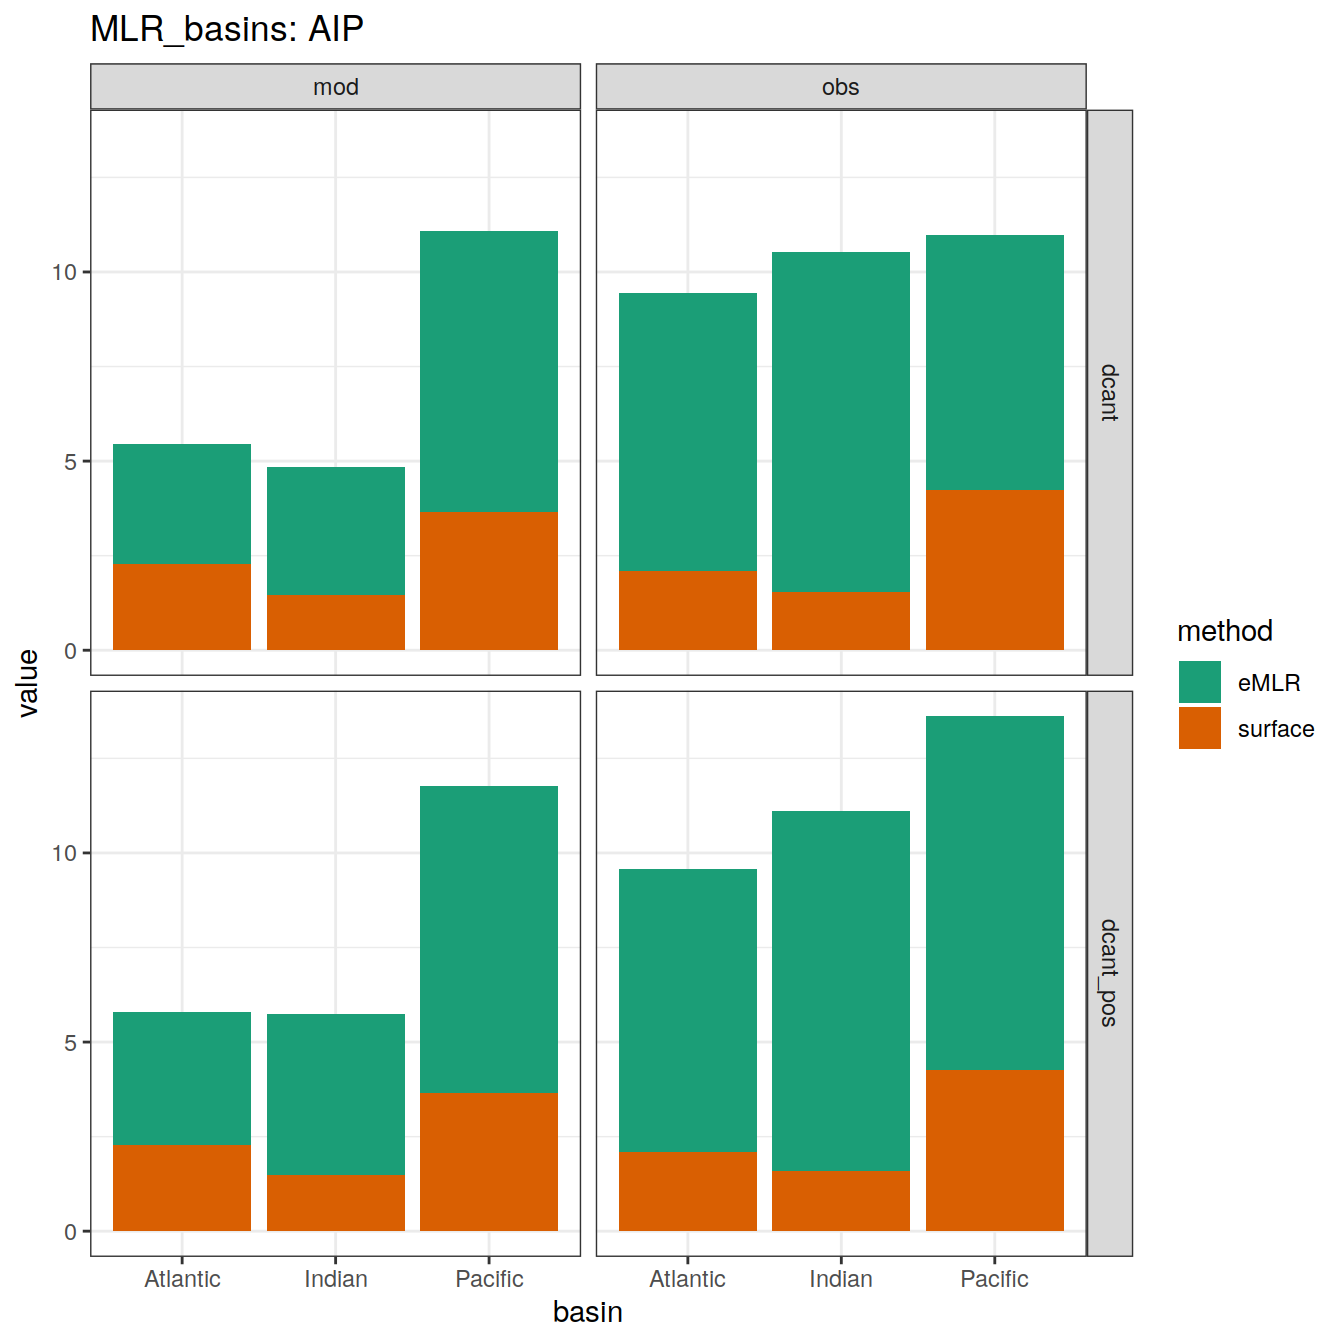 MLR_basins: AIP
mod
obs
10
5
0
dcant
10
5
0
dcant_pos
value
Atlantic
Indian
Pacific
Atlantic
Indian
Pacific
basin
method
eMLR
surface